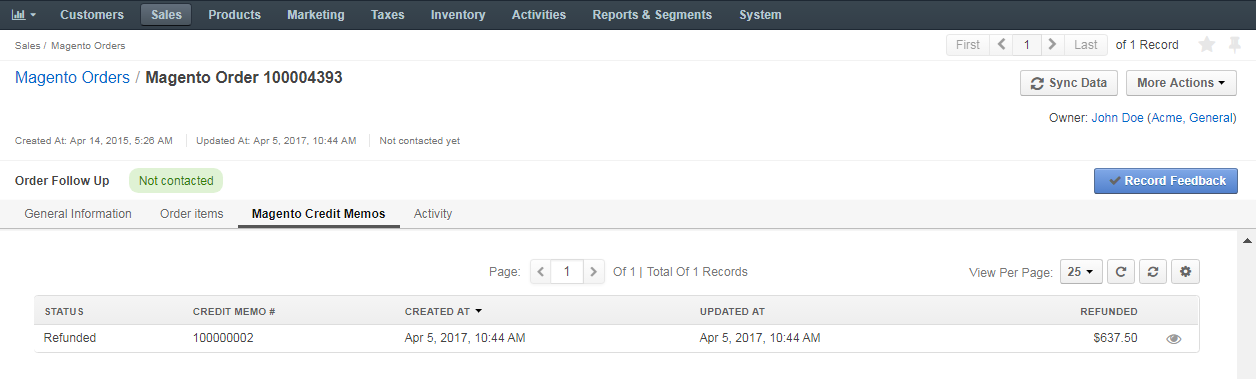 Customers Sales Products Marketing Taxes Inventory Activities Reports & Segments System
Sales / Magento Orders First 1 Last of 1 Record
Magento Orders / Magento Order 100004393 Sync Data More Actions
Owner: John Doe (Acme, General)
Created At: Apr 14, 2015, 5:26 AM Updated At: Apr 5, 2017, 10:44 AM Not contacted yet
Order Follow Up Not contacted Record Feedback
General Information Order items Magento Credit Memos Activity
Page: 1 Of 1 | Total Of 1 Records View Per Page: 25
STATUS CREDIT MEMO # CREATED AT UPDATED AT REFUNDED
Refunded 100000002 Apr 5, 2017, 10:44 AM Apr 5, 2017, 10:44 AM $637.50